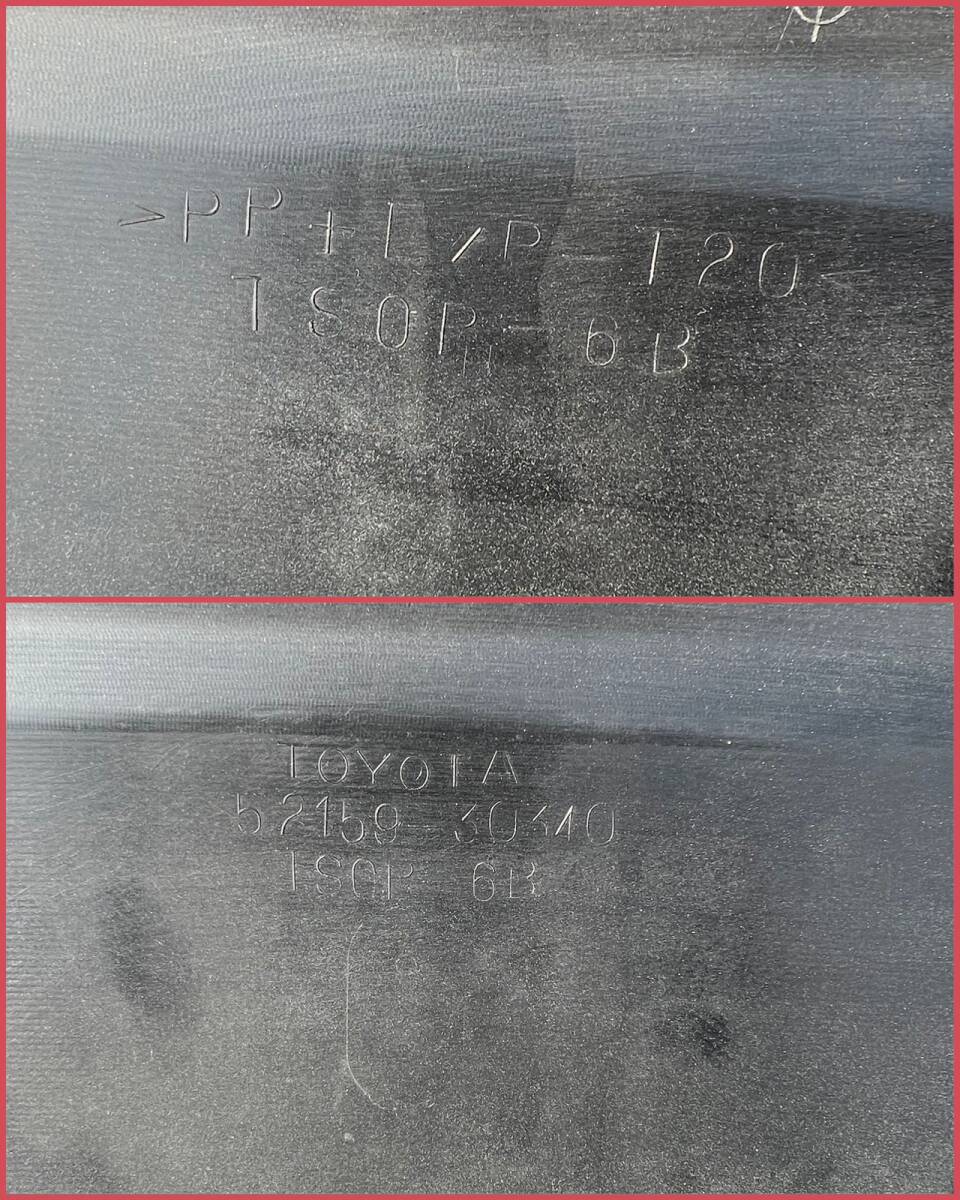 >PP+E/P-T20<
TSOP-6B
TOYOTA
52159-30340
TSOP-6B